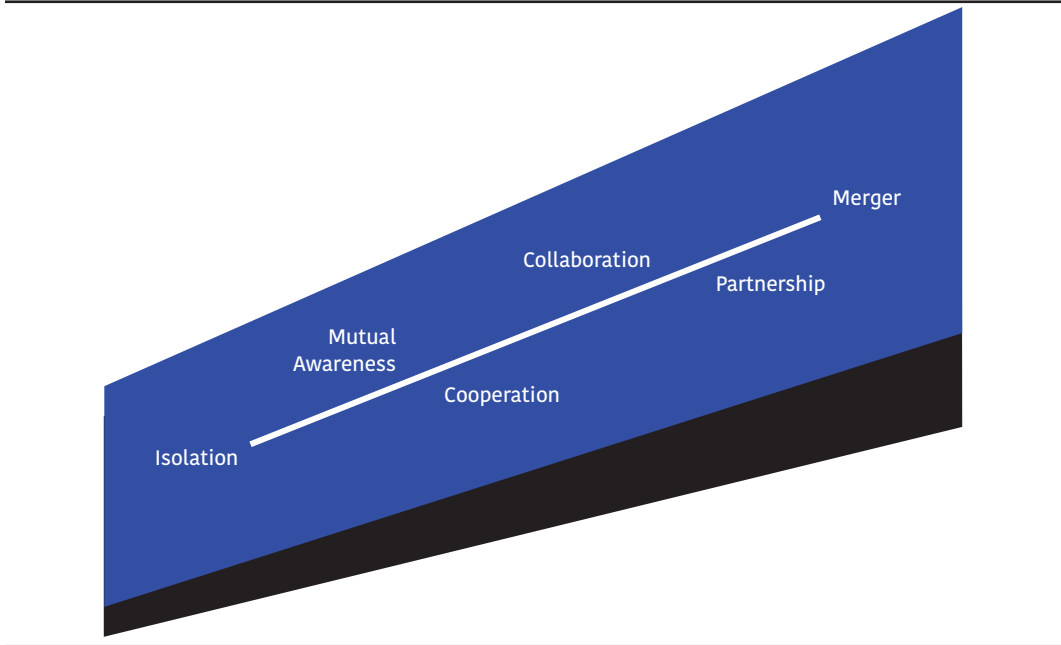 Merger
Collaboration
Partnership
Mutual
Awareness
Cooperation
Isolation